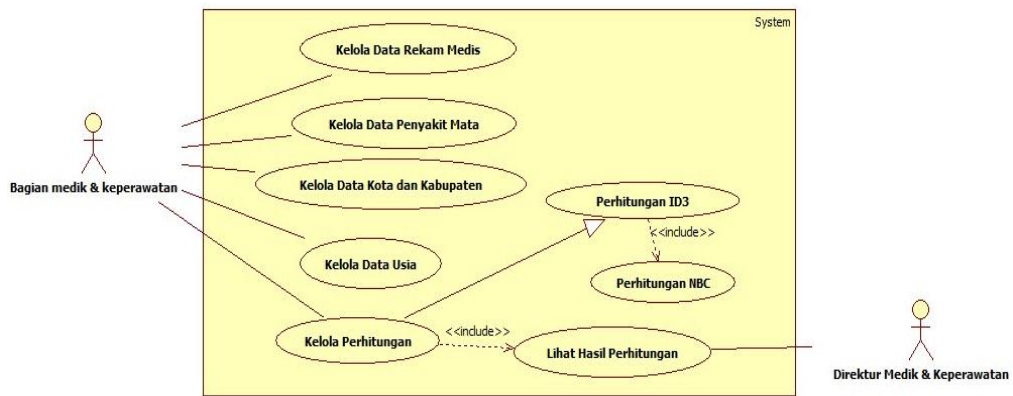 System
Kelola Data Rekam Medis
Kelola Data Penyakit Mata
Bagian medik & keperawatan
Kelola Data Kota dan Kabupaten
Perhitungan ID3
<<include>>
Kelola Data Usia
Perhitungan NBC
<<include>>
Kelola Perhitungan
Lihat Hasil Perhitungan
Direktur Medik & Keperawatan